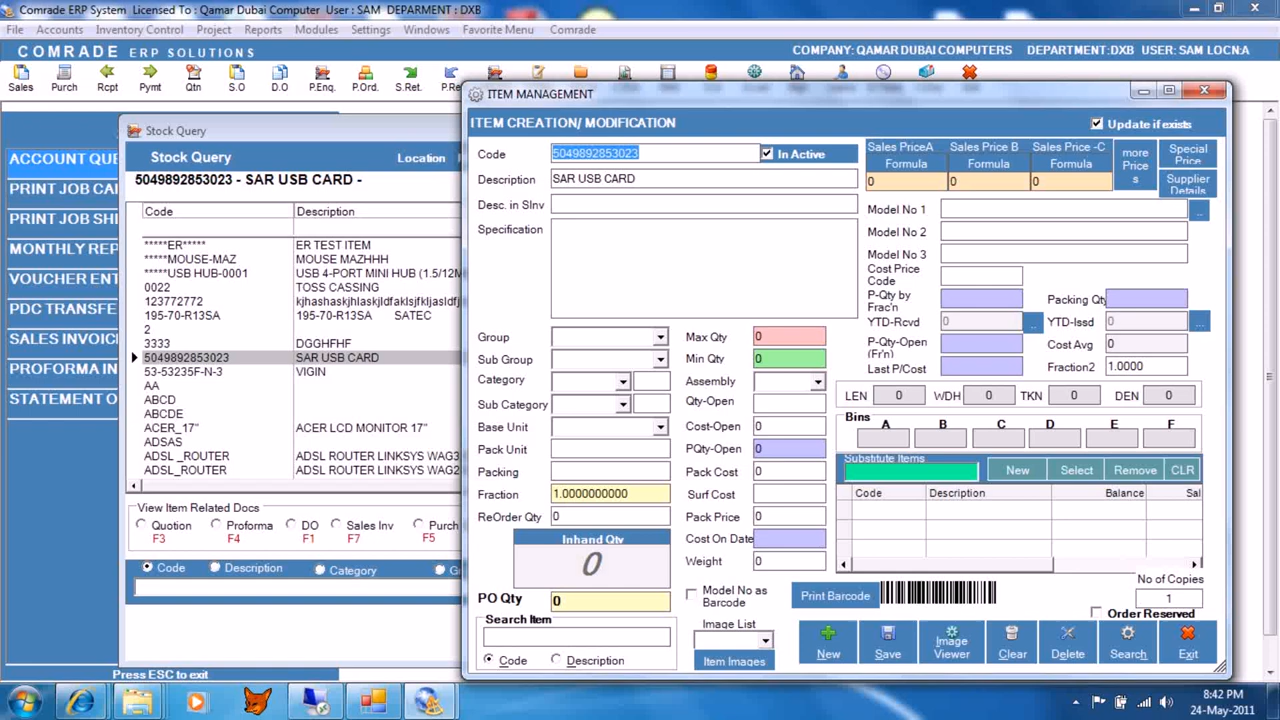 Comrade ERP System Licensed To : Qamar Dubai Computer User : SAM DEPARMENT : DXB
File Accounts Inventory Control Project Reports Modules Settings Windows Favorite Menu Comrade
COMRADE ERP SOLUTIONS
COMPANY: QAMAR DUBAI COMPUTERS DEPARTMENT:DXB USER: SAM LOCN:A
Sales Purch Rcpt Pymt Qtn S.O D.O P.Enq. P.Ord. S.Ret. P.Re
ACCOUNT QUE
PRINT JOB CA
PRINT JOB SHI
MONTHLY REP
VOUCHER ENT
PDC TRANSFE
SALES INVOIC
PROFORMA IN
STATEMENT O
Press ESC to exit
Stock Query
Stock Query Location
5049892853023 - SAR USB CARD -
Code Description
*****ER***** ER TEST ITEM
*****MOUSE-MAZ MOUSE MAZHHH
*****USB HUB-0001 USB 4-PORT MINI HUB (1.5/12M
0022 TOSS CASSING
123772772 kjhashaskjhlaskjldfaklsjfkljasldfj
195-70-R13SA 195-70-R13SA SATEC
2
3333 DGGHFHF
5049892853023 SAR USB CARD
53-53235F-N-3 VIGIN
AA
ABCD
ABCDE
ACER_17" ACER LCD MONITOR 17"
ADSAS
ADSL _ROUTER ADSL ROUTER LINKSYS WAG3
ADSL_ROUTER ADSL ROUTER LINKSYS WAG2
View Item Related Docs
Quotion Proforma DO Sales Inv Purch
F3 F4 F1 F7 F5
Code Description Category G
ITEM MANAGEMENT
ITEM CREATION/ MODIFICATION
Update if exists
Code 5049892853023 In Active
Description SAR USB CARD
Desc. in SInv
Specification
Group
Sub Group
Category
Sub Category
Base Unit
Pack Unit
Packing
Fraction 1.0000000000
ReOrder Qty 0
Inhand Qty
0
PO Qty 0
Search Item
Code Description
Max Qty 0
Min Qty 0
Assembly
Qty-Open
Cost-Open 0
PQty-Open 0
Pack Cost 0
Surf Cost
Pack Price 0
Cost On Date
Weight 0
Model No as
Barcode
Image List
Item Images
Print Barcode
Sales PriceA Sales Price B Sales Price -C
Formula Formula Formula
0 0 0
more
Price
s
Special
Price
Supplier
Details
Model No 1 ..
Model No 2
Model No 3
Cost Price
Code
P-Qty by
Frac'n
Packing Qty
YTD-Rcvd 0 .. YTD-Issd 0 ...
P-Qty-Open
(Fr'n)
Cost Avg 0
Last P/Cost Fraction2 1.0000
LEN 0 WDH 0 TKN 0 DEN 0
Bins
A B C D E F
Substitute Items
New Select Remove CLR
Code Description Balance Sal
No of Copies
1
Order Reserved
New Save Image
Viewer Clear Delete Search Exit
8:42 PM
24-May-2011